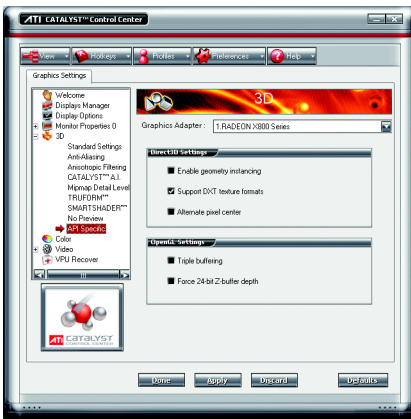 ATI CATALYST™ Control Center
View
Hotkeys
Profiles
Preferences
Help
Graphics Settings
Welcome
Displays Manager
Display Options
Monitor Properties 0
3D
Standard Settings
Anti-Aliasing
Anisotropic Filtering
CATALYST™ A.I.
Mipmap Detail Level
TRUFORM™
SMARTSHADER™
No Preview
API Specific
Color
Video
VPU Recover
ATI CATALYST
CONTROL CENTER
3D
Graphics Adapter :
1.RADEON X800 Series
Direct3D Settings
Enable geometry instancing
Support DXT texture formats
Alternate pixel center
OpenGL Settings
Triple buffering
Force 24-bit Z-buffer depth
Done
Apply
Discard
Defaults